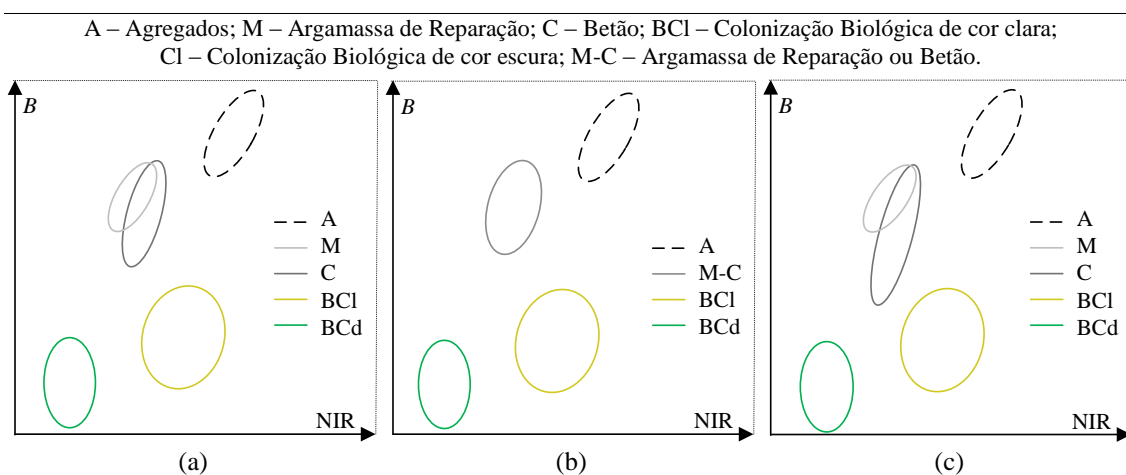 A – Agregados; M – Argamassa de Reparação; C – Betão; BCl – Colonização Biológica de cor clara;
Cl – Colonização Biológica de cor escura; M-C – Argamassa de Reparação ou Betão.
B
A
M
C
BCl
BCd
NIR
(a)
B
A
M-C
BCl
BCd
NIR
(b)
B
A
M
C
BCl
BCd
NIR
(c)